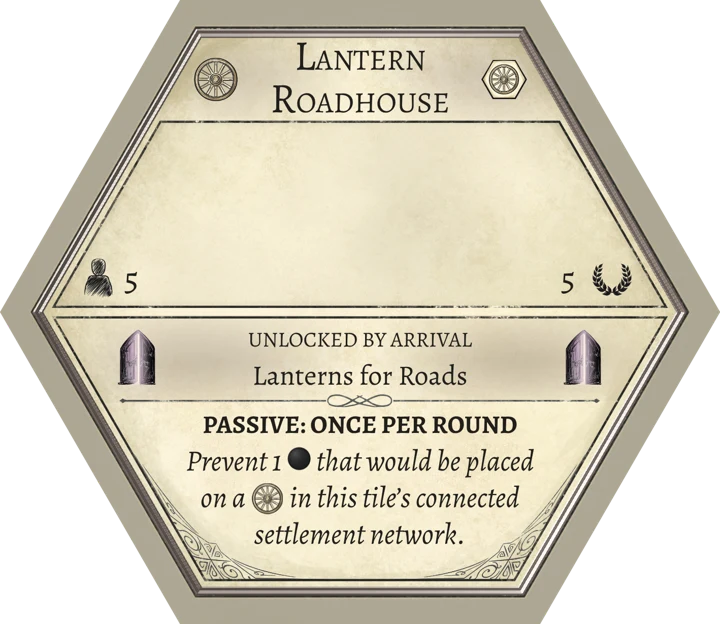 LANTERN
ROADHOUSE
5
5
UNLOCKED BY ARRIVAL
Lanterns for Roads
PASSIVE: ONCE PER ROUND
Prevent 1 that would be placed
on a in this tile's connected
settlement network.